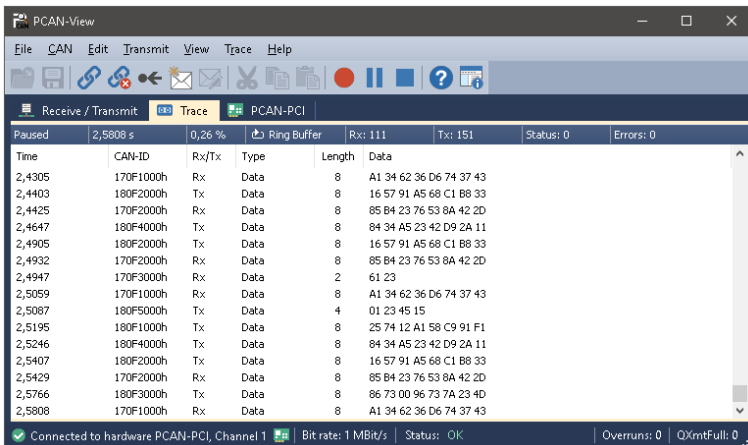 PCAN-View
File CAN Edit Transmit View Trace Help
Receive / Transmit Trace PCAN-PCI
Paused 2,5808 s 0,26 % Ring Buffer Rx: 111 Tx: 151 Status: 0 Errors: 0
Time CAN-ID Rx/Tx Type Length Data
2,4305 170F1000h Rx Data 8 A1 34 62 36 D6 74 37 43
2,4403 180F2000h Tx Data 8 16 57 91 A5 68 C1 B8 33
2,4425 170F2000h Rx Data 8 85 B4 23 76 53 8A 42 2D
2,4647 180F4000h Tx Data 8 84 34 A5 23 42 D9 2A 11
2,4905 180F2000h Tx Data 8 16 57 91 A5 68 C1 B8 33
2,4932 170F2000h Rx Data 8 85 B4 23 76 53 8A 42 2D
2,4947 170F3000h Rx Data 2 61 23
2,5059 170F1000h Rx Data 8 A1 34 62 36 D6 74 37 43
2,5087 180F5000h Tx Data 4 01 23 45 15
2,5195 180F1000h Tx Data 8 25 74 12 A1 58 C9 91 F1
2,5246 180F4000h Tx Data 8 84 34 A5 23 42 D9 2A 11
2,5407 180F2000h Tx Data 8 16 57 91 A5 68 C1 B8 33
2,5429 170F2000h Rx Data 8 85 B4 23 76 53 8A 42 2D
2,5766 180F3000h Tx Data 8 86 73 00 96 73 7A 23 4D
2,5808 170F1000h Rx Data 8 A1 34 62 36 D6 74 37 43
Connected to hardware PCAN-PCI, Channel 1 Bit rate: 1 MBit/s Status: OK Overruns: 0 QXmtFull: 0